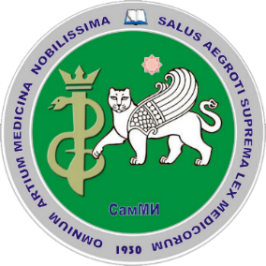 OMNIUM ARTIUM MEDICINA NOBILISSIMA
SALUS AEGROTI SUPREMA LEX MEDICORUM
СамМИ
1930